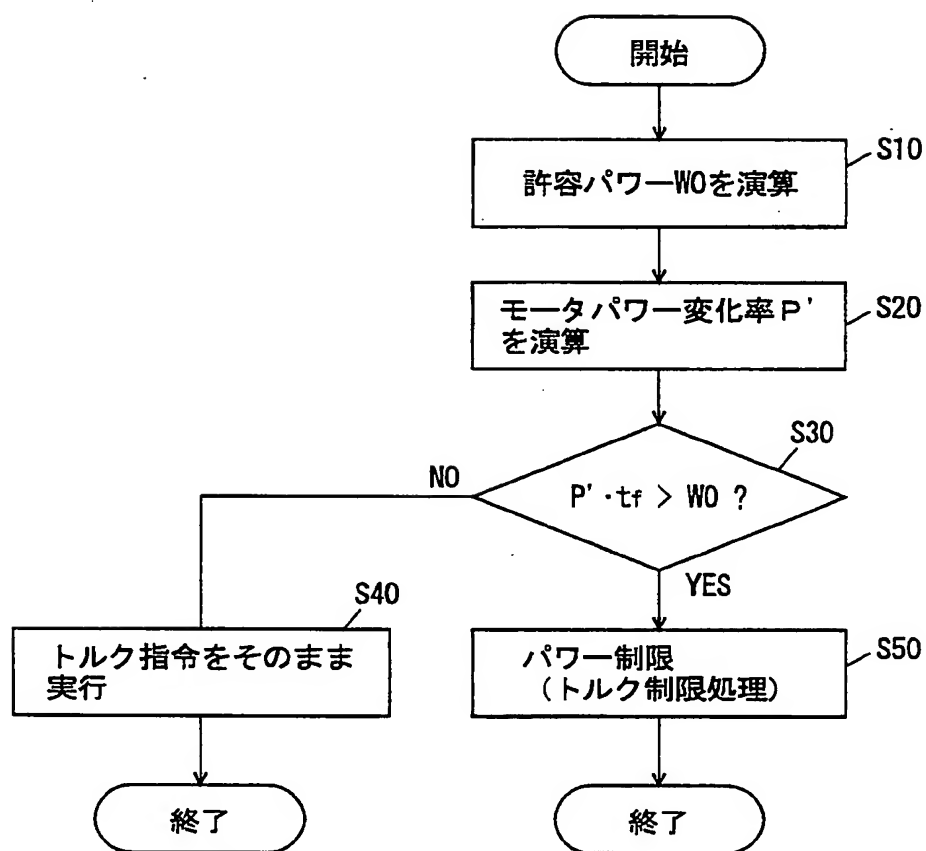 開始
許容パワーW0を演算
S10
モータパワー変化率P'
を演算
S20
P'・tf > W0 ?
S30
NO
YES
トルク指令をそのまま
実行
S40
パワー制限
(トルク制限処理)
S50
終了
終了